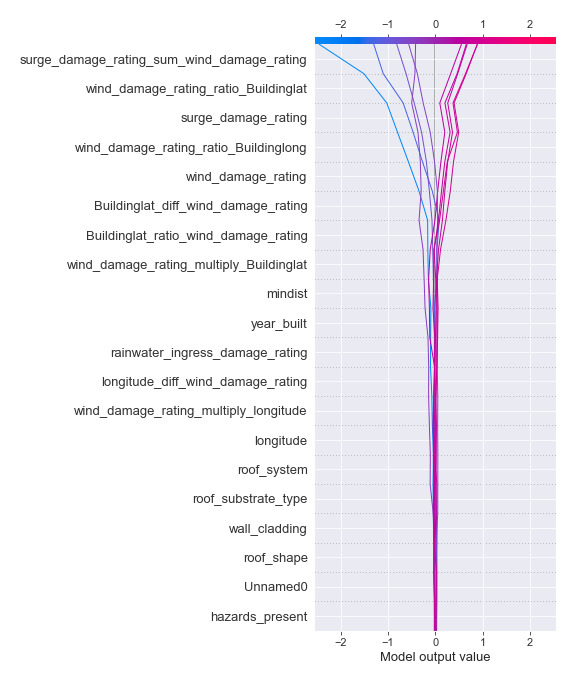 −2 −1 0 1 2
surge_damage_rating_sum_wind_damage_rating
wind_damage_rating_ratio_Buildinglat
surge_damage_rating
wind_damage_rating_ratio_Buildinglong
wind_damage_rating
Buildinglat_diff_wind_damage_rating
Buildinglat_ratio_wind_damage_rating
wind_damage_rating_multiply_Buildinglat
mindist
year_built
rainwater_ingress_damage_rating
longitude_diff_wind_damage_rating
wind_damage_rating_multiply_longitude
longitude
roof_system
roof_substrate_type
wall_cladding
roof_shape
Unnamed0
hazards_present
−2 −1 0 1 2
Model output value